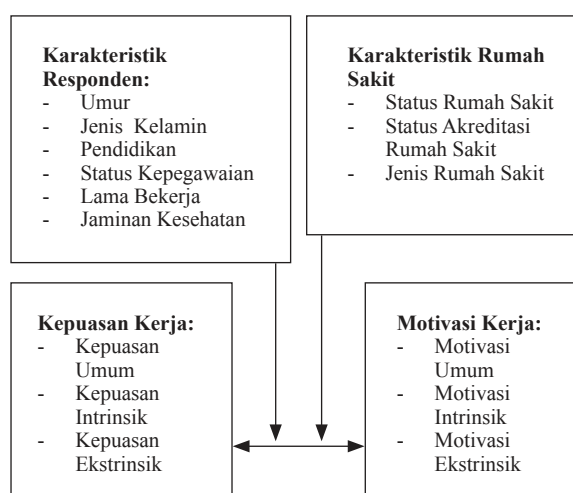 Karakteristik
Responden:
- Umur
- Jenis Kelamin
- Pendidikan
- Status Kepegawaian
- Lama Bekerja
- Jaminan Kesehatan
Karakteristik Rumah
Sakit
- Status Rumah Sakit
- Status Akreditasi
Rumah Sakit
- Jenis Rumah Sakit
Kepuasan Kerja:
- Kepuasan
Umum
- Kepuasan
Intrinsik
- Kepuasan
Ekstrinsik
Motivasi Kerja:
- Motivasi
Umum
- Motivasi
Intrinsik
- Motivasi
Ekstrinsik